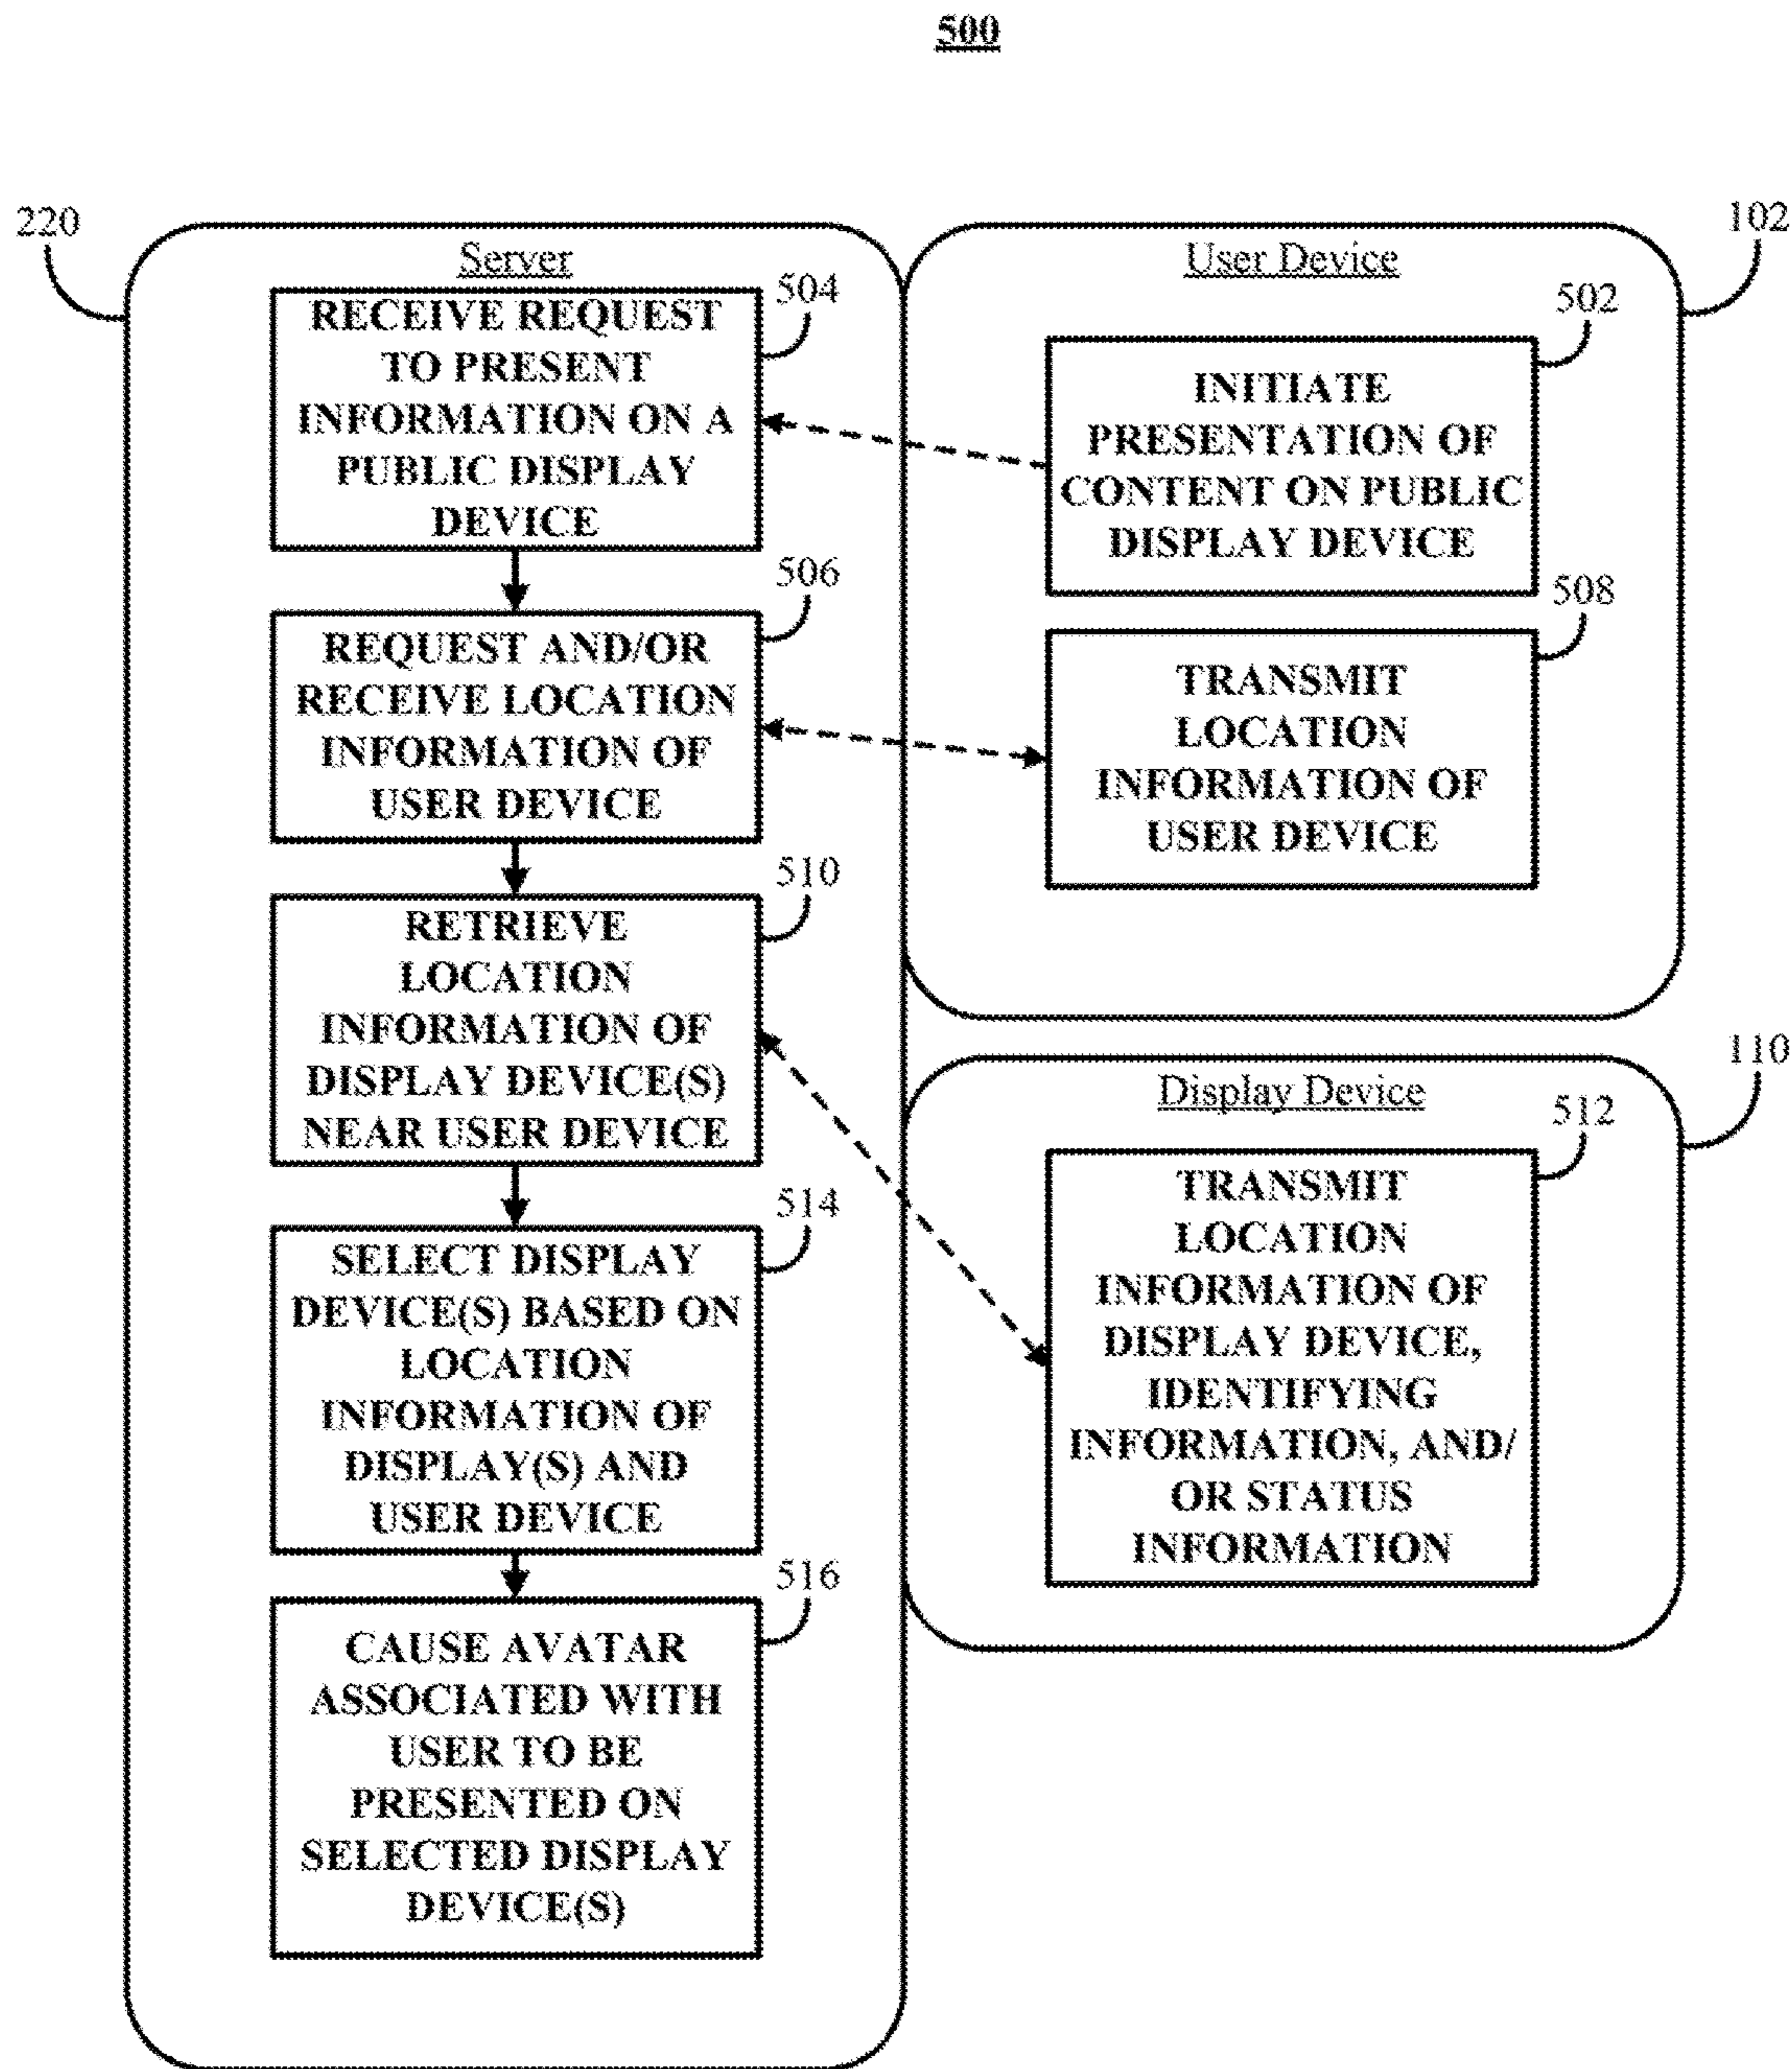 500
220
Server
504
RECEIVE REQUEST
TO PRESENT
INFORMATION ON A
PUBLIC DISPLAY
DEVICE
506
REQUEST AND/OR
RECEIVE LOCATION
INFORMATION OF
USER DEVICE
510
RETRIEVE
LOCATION
INFORMATION OF
DISPLAY DEVICE(S)
NEAR USER DEVICE
514
SELECT DISPLAY
DEVICE(S) BASED ON
LOCATION
INFORMATION OF
DISPLAY(S) AND
USER DEVICE
516
CAUSE AVATAR
ASSOCIATED WITH
USER TO BE
PRESENTED ON
SELECTED DISPLAY
DEVICE(S)
102
User Device
502
INITIATE
PRESENTATION OF
CONTENT ON PUBLIC
DISPLAY DEVICE
508
TRANSMIT
LOCATION
INFORMATION OF
USER DEVICE
110
Display Device
512
TRANSMIT
LOCATION
INFORMATION OF
DISPLAY DEVICE,
IDENTIFYING
INFORMATION, AND/
OR STATUS
INFORMATION